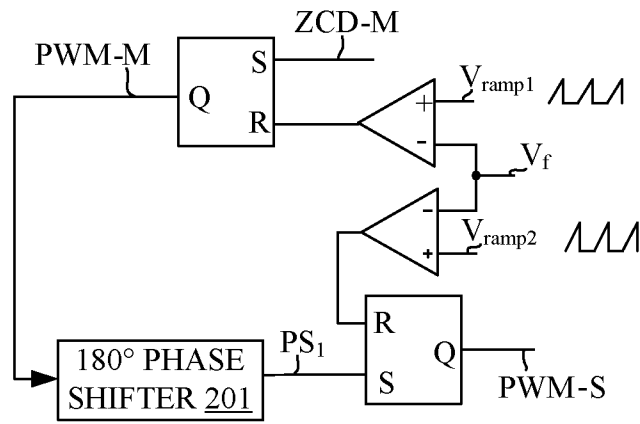 ZCD-M
PWM-M
S
Q
R
+
-
Vramp1
Vf
-
+
Vramp2
R
Q
S
180° PHASE
SHIFTER 201
PS1
PWM-S